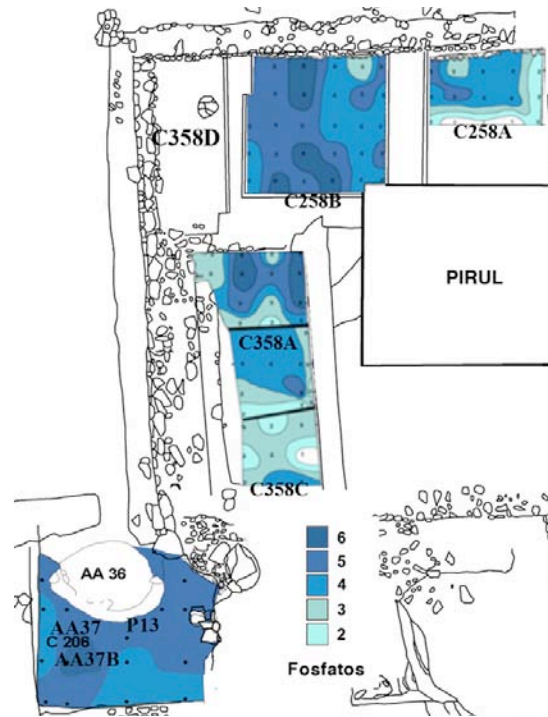 C358D
C258A
C258B
PIRUL
C358A
C358C
6
5
4
3
2
Fosfatos
AA 36
AA37
P13
C 206
AA37B